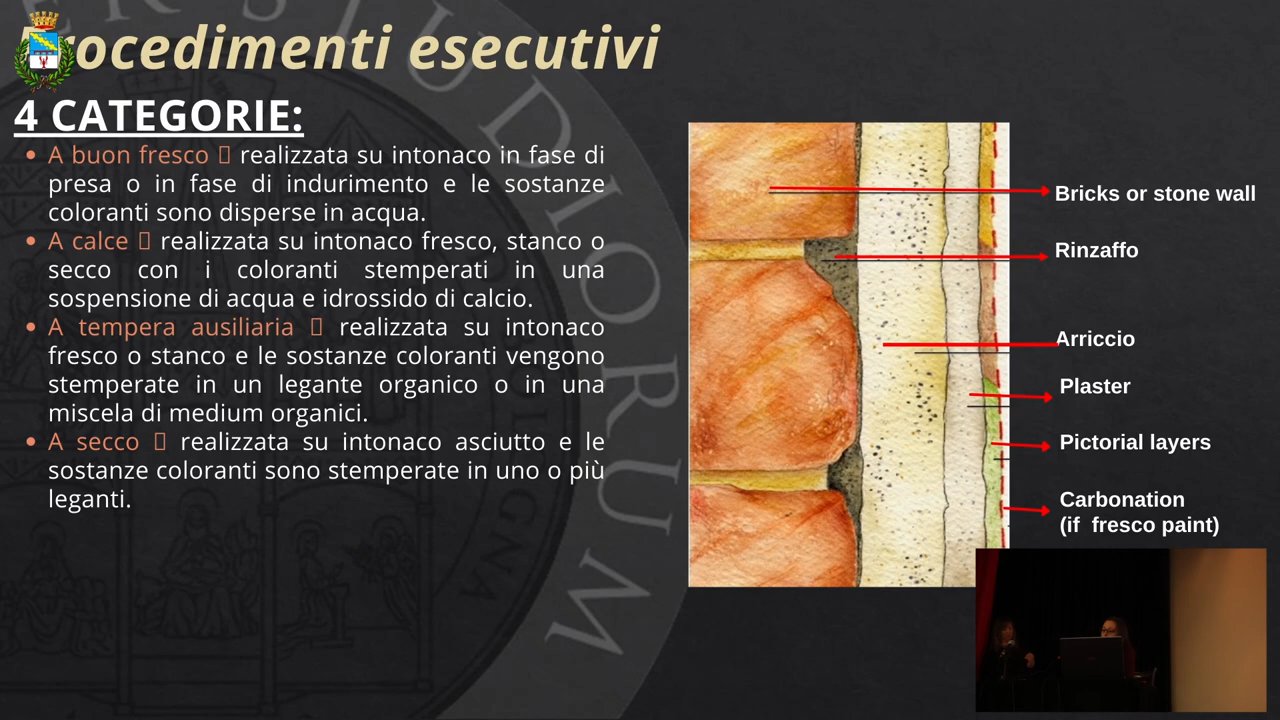 Procedimenti esecutivi
4 CATEGORIE:
A buon fresco realizzata su intonaco in fase di
presa o in fase di indurimento e le sostanze
coloranti sono disperse in acqua.
A calce realizzata su intonaco fresco, stanco o
secco con i coloranti stemperati in una
sospensione di acqua e idrossido di calcio.
A tempera ausiliaria realizzata su intonaco
fresco o stanco e le sostanze coloranti vengono
stemperate in un legante organico o in una
miscela di medium organici.
A secco realizzata su intonaco asciutto e le
sostanze coloranti sono stemperate in uno o più
leganti.
Bricks or stone wall
Rinzaffo
Arriccio
Plaster
Pictorial layers
Carbonation
(if fresco paint)
STUDIORUM